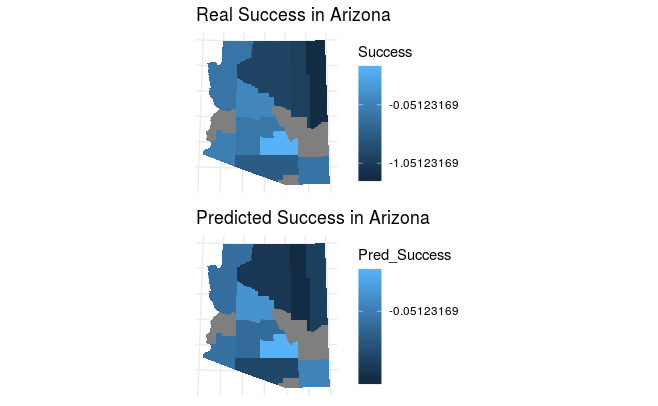 Real Success in Arizona
Success
-0.05123169
-1.05123169
Predicted Success in Arizona
Pred_Success
-0.05123169